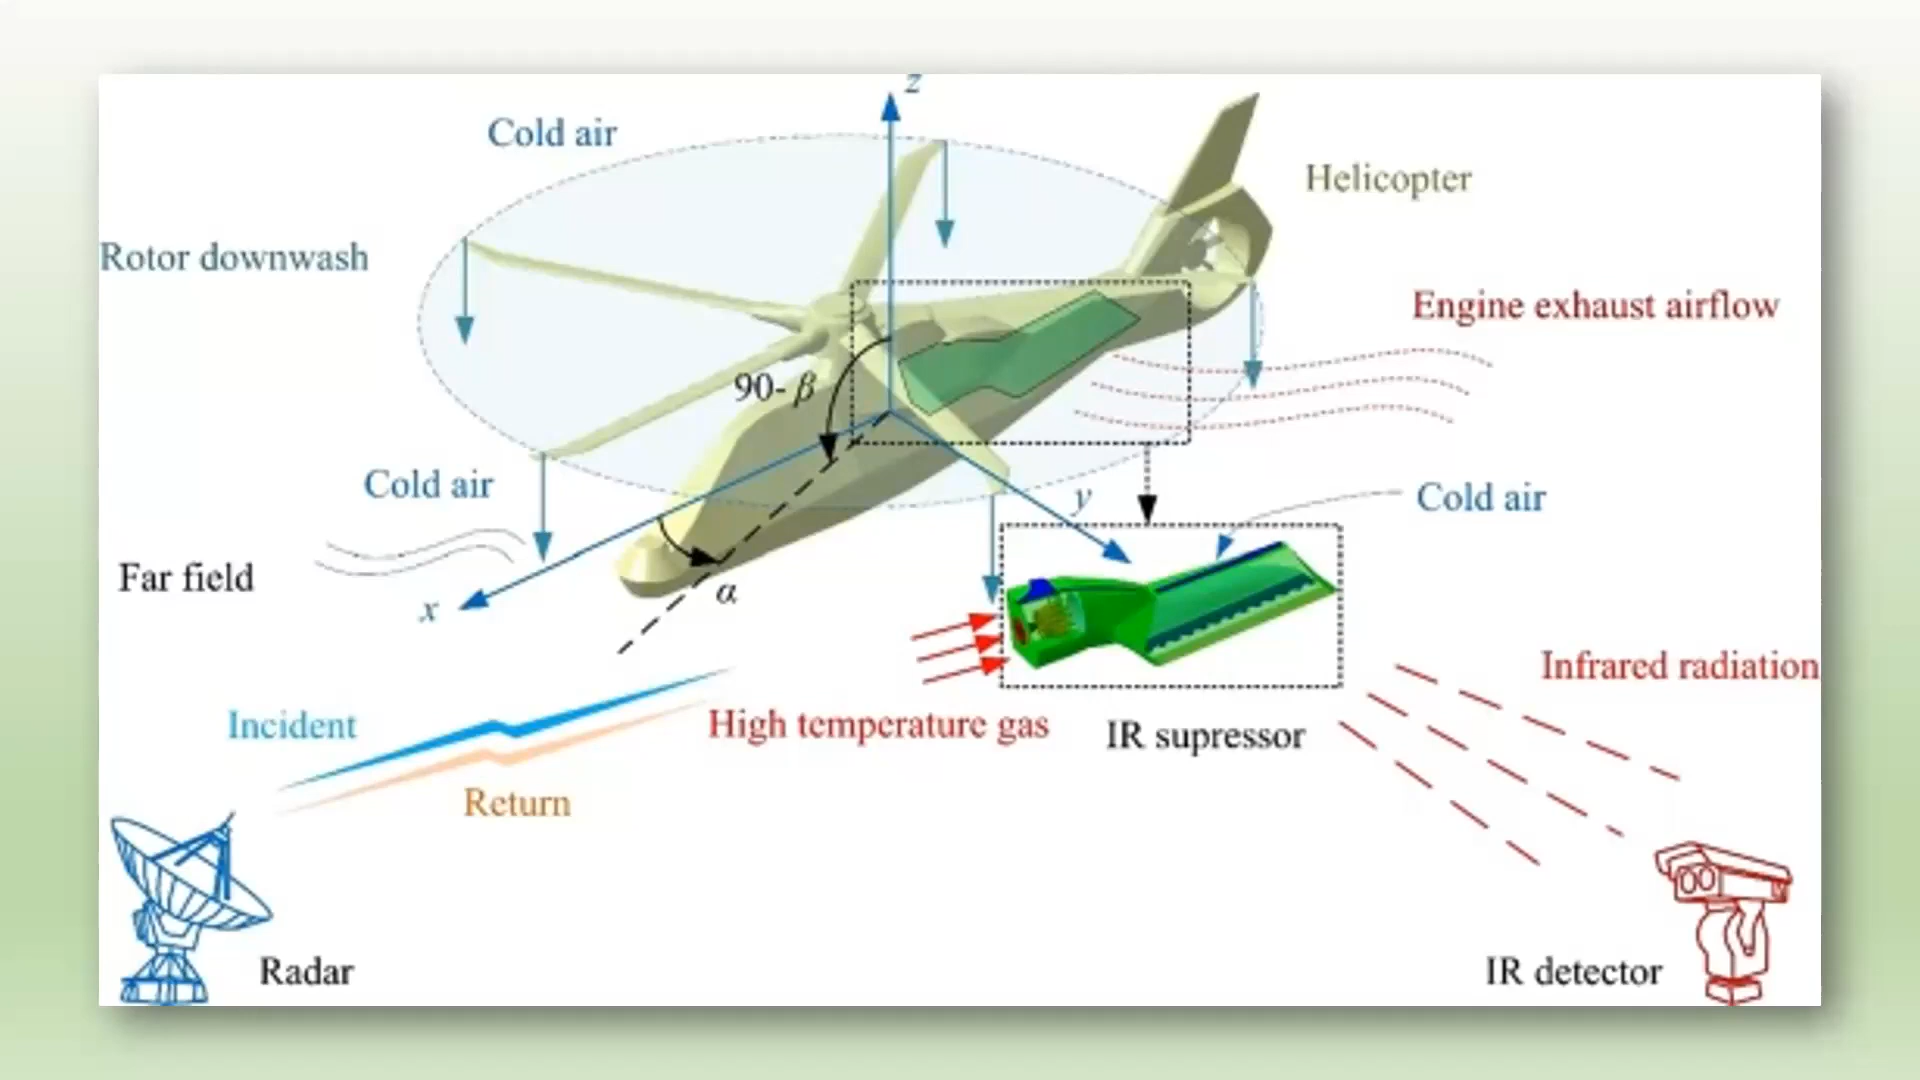 z
Cold air
Helicopter
Rotor downwash
Engine exhaust airflow
90- β
Cold air
y
Cold air
Far field
x
α
Infrared radiation
Incident
High temperature gas
IR supressor
Return
Radar
IR detector